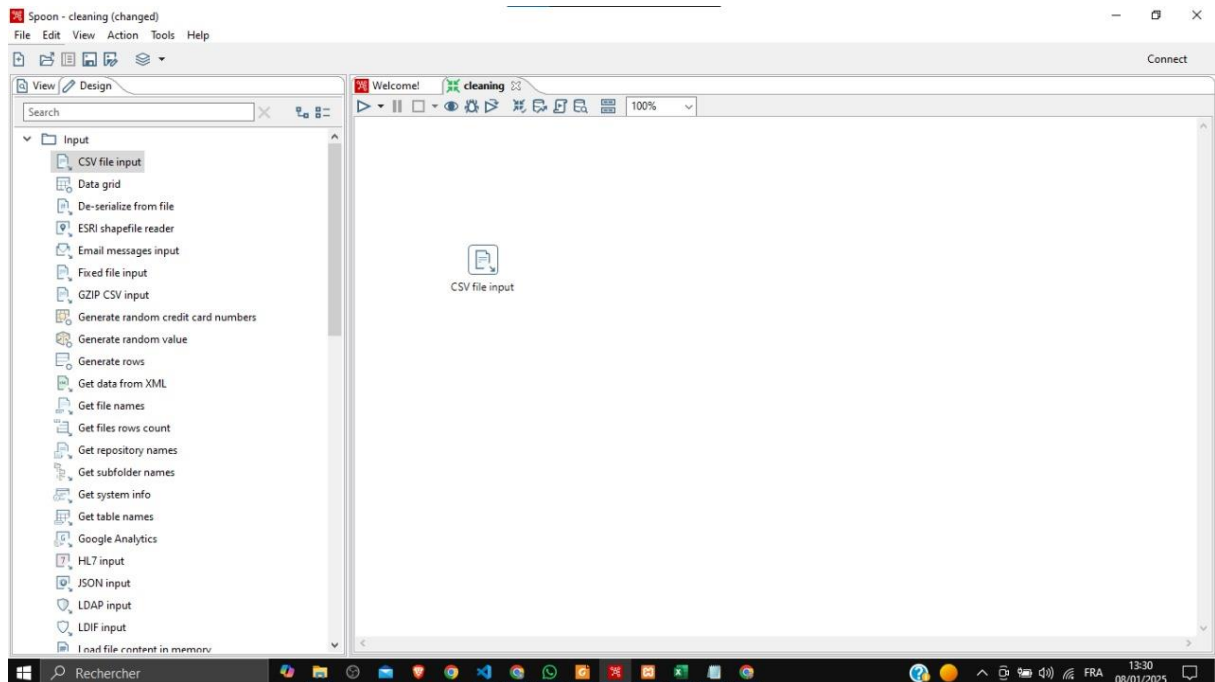 Spoon - cleaning (changed)
File Edit View Action Tools Help
Connect
View Design
Welcome! cleaning
Search
100%
Input
CSV file input
Data grid
De-serialize from file
ESRI shapefile reader
Email messages input
Fixed file input
GZIP CSV input
Generate random credit card numbers
Generate random value
Generate rows
Get data from XML
Get file names
Get files rows count
Get repository names
Get subfolder names
Get system info
Get table names
Google Analytics
HL7 input
JSON input
LDAP input
LDIF input
Load file content in memory
CSV file input
Rechercher
FRA
13:30
08/01/2025